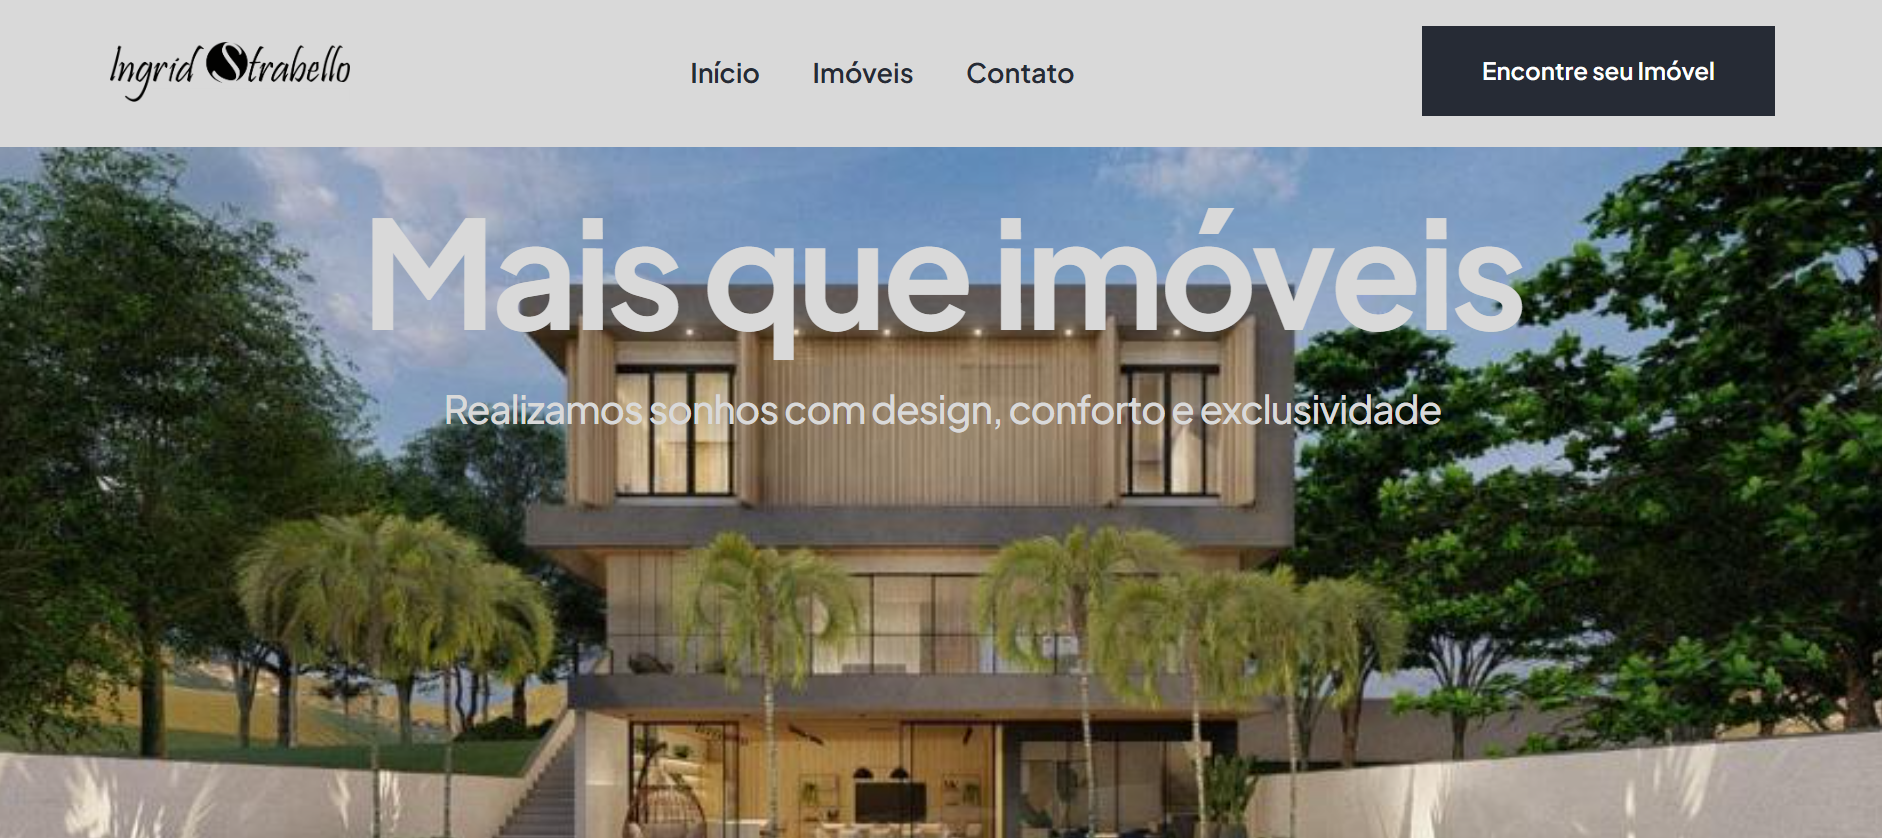 Ingrid Strabello
Início Imóveis Contato
Encontre seu Imóvel
Mais que imóveis
Realizamos sonhos com design, conforto e exclusividade